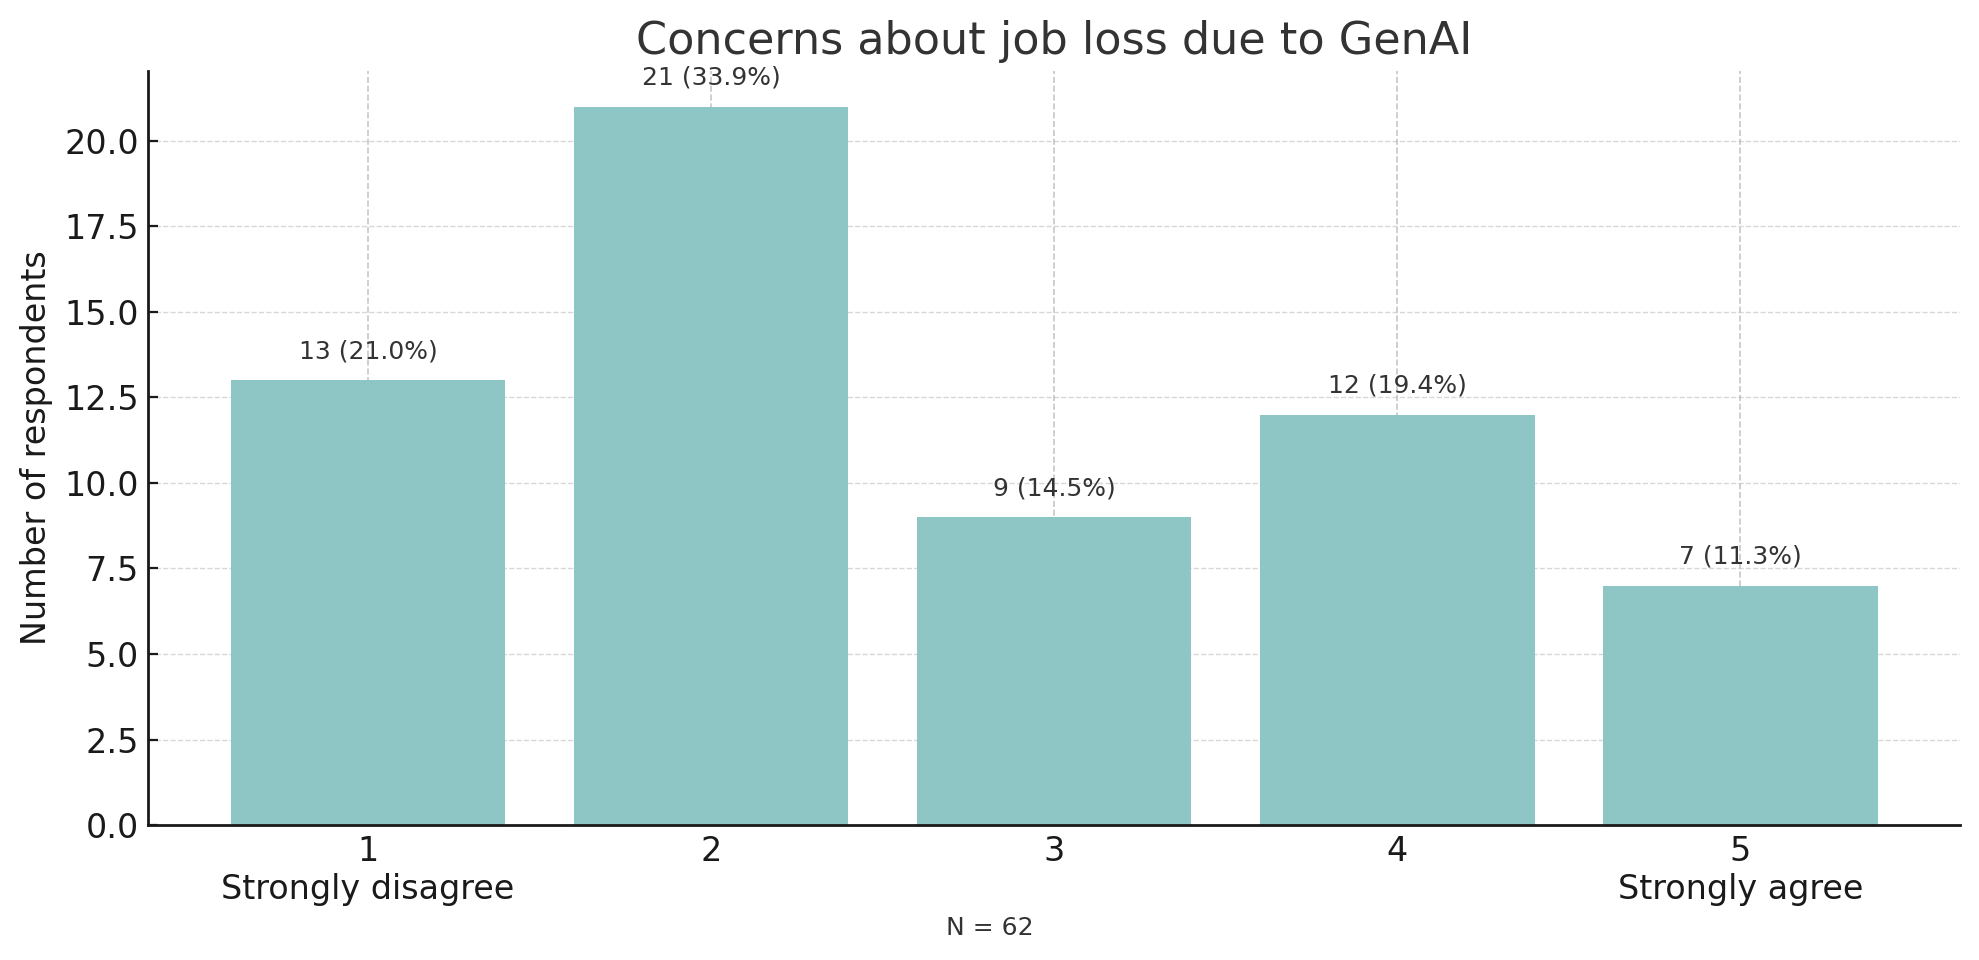 Concerns about job loss due to GenAI
21 (33.9%)
20.0
17.5
15.0
13 (21.0%)
12.5
12 (19.4%)
10.0
9 (14.5%)
7.5
7 (11.3%)
5.0
2.5
0.0
Number of respondents
1 2 3 4 5
Strongly disagree Strongly agree
N = 62